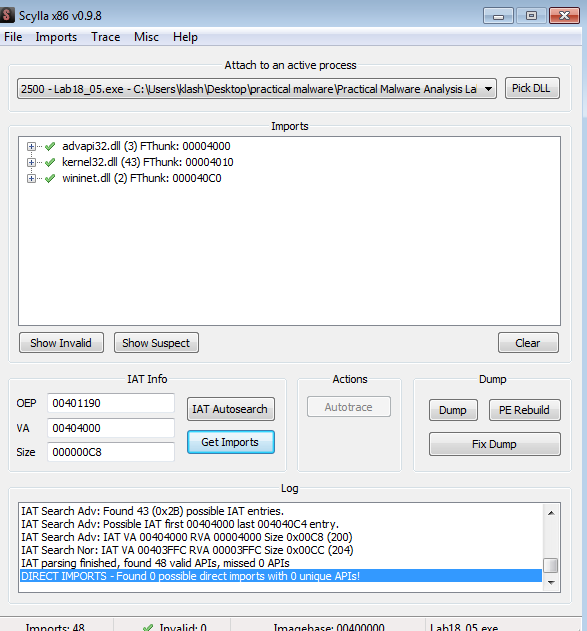 Scylla x86 v0.9.8
File Imports Trace Misc Help
Attach to an active process
2500 - Lab18_05.exe - C:\Users\klash\Desktop\practical malware\Practical Malware Analysis Lal
Pick DLL
Imports
advapi32.dll (3) FThunk: 00004000
kernel32.dll (43) FThunk: 00004010
wininet.dll (2) FThunk: 000040C0
Show Invalid Show Suspect Clear
IAT Info Actions Dump
OEP 00401190 IAT Autosearch Autotrace Dump PE Rebuild
VA 00404000
Size 000000C8 Get Imports Fix Dump
Log
IAT Search Adv: Found 43 (0x2B) possible IAT entries.
IAT Search Adv: Possible IAT first 00404000 last 004040C4 entry.
IAT Search Adv: IAT VA 00404000 RVA 00004000 Size 0x00C8 (200)
IAT Search Nor: IAT VA 00403FFC RVA 00003FFC Size 0x00CC (204)
IAT parsing finished, found 48 valid APIs, missed 0 APIs
DIRECT IMPORTS - Found 0 possible direct imports with 0 unique APIs!
Imports: 48 Invalid: 0 Imagebase: 00400000 Lab18_05.exe